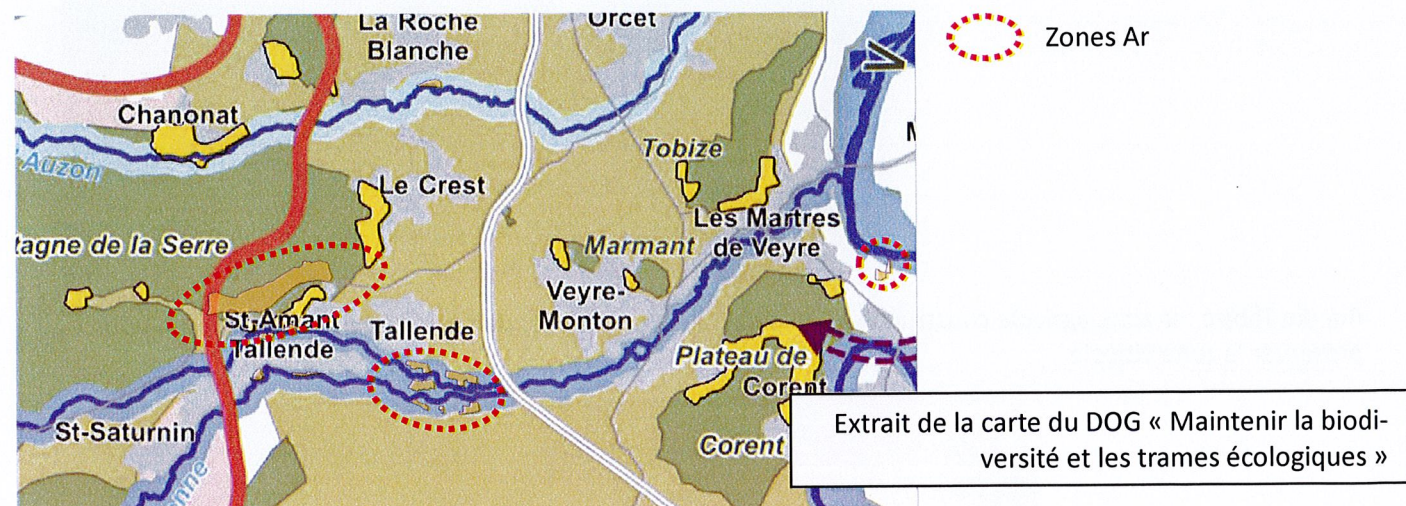 La Roche
Blanche
Orcet
Zones Ar
Chanonat
Auzon
Tobize
Le Crest
Les Martres
de Veyre
Marmant
tagne de la Serre
Veyre-
Monton
St-Amant
Tallende
Tallende
Plateau de
Corent
St-Saturnin
Corent
enne
Extrait de la carte du DOG « Maintenir la biodi-
versité et les trames écologiques »